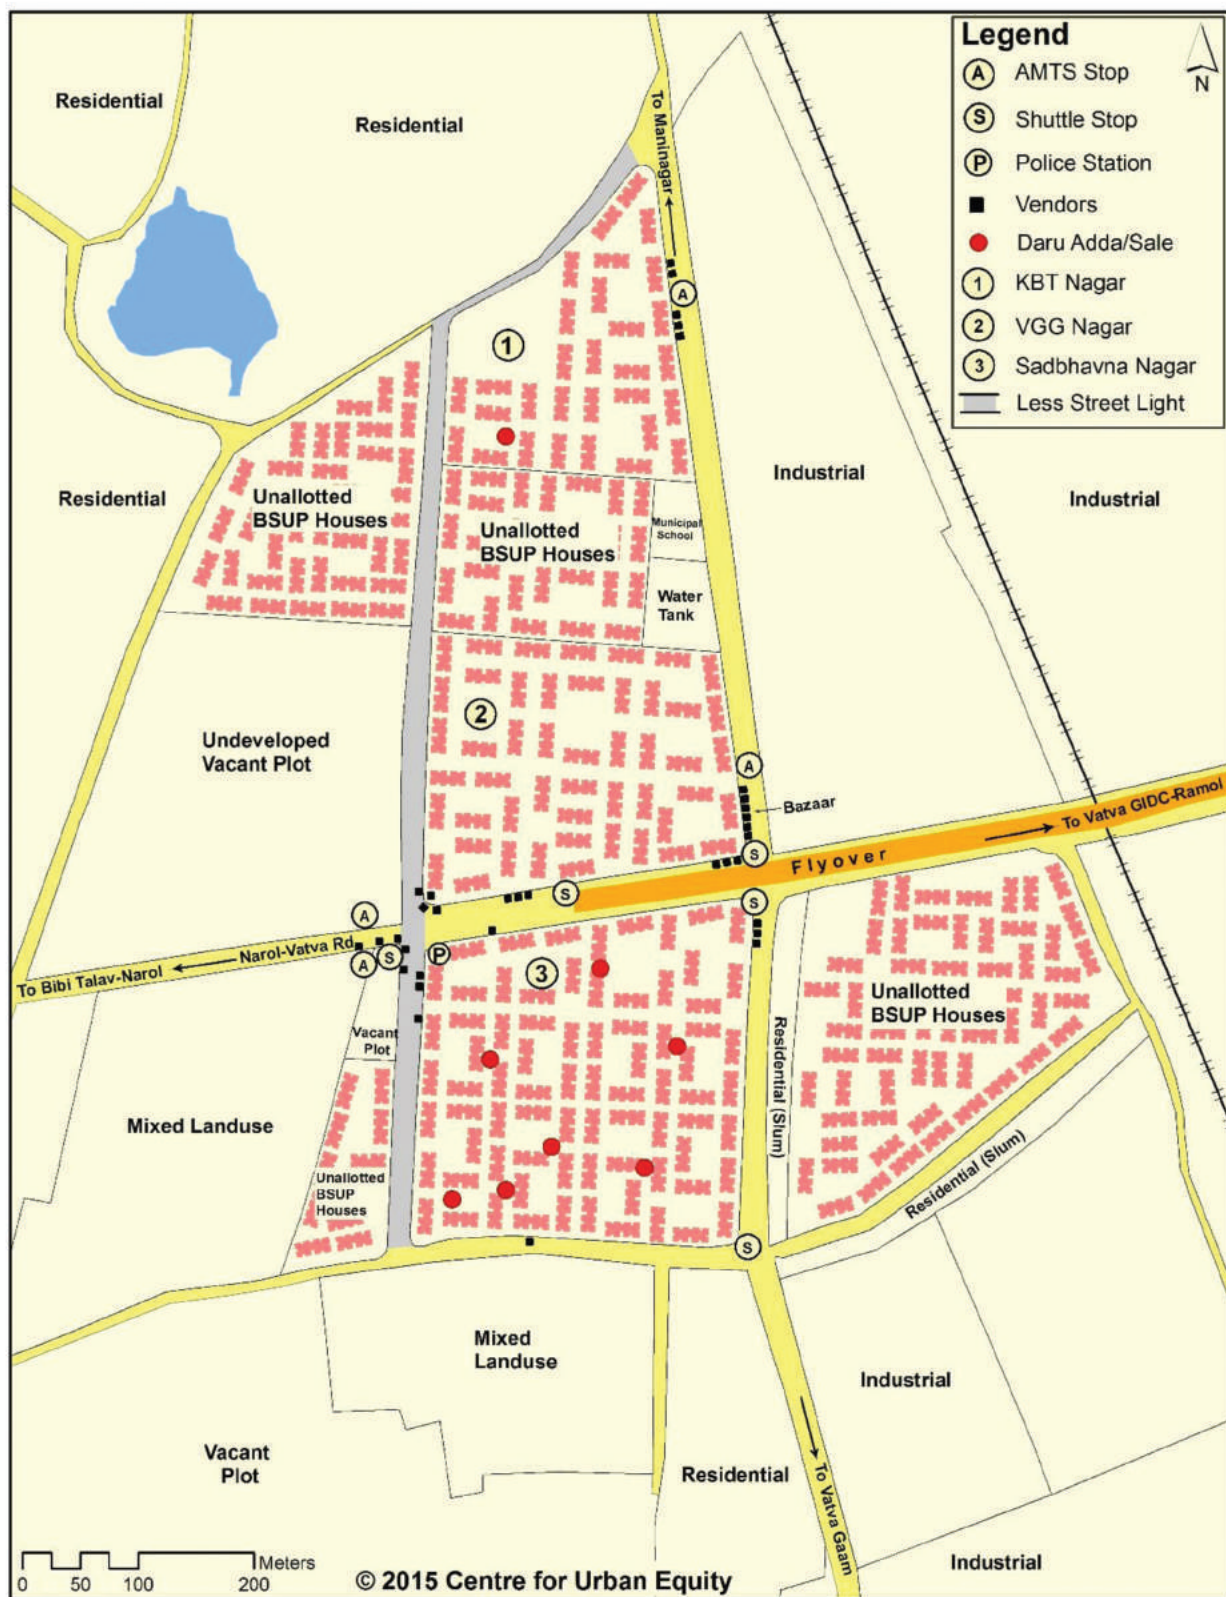 Legend
N
A AMTS Stop
S Shuttle Stop
P Police Station
Vendors
Daru Adda/Sale
1 KBT Nagar
2 VGG Nagar
3 Sadbhavna Nagar
Less Street Light
Residential
Residential
To Maninagar
A
1
Residential
Industrial
Industrial
Unallotted
BSUP Houses
Unallotted
BSUP Houses
Municipal
School
Water
Tank
2
Undeveloped
Vacant Plot
A
Bazaar
S
Flyover
To Vatva GIDC-Ramol
S
S
A
Narol-Vatva Rd
To Bibi Talav-Narol
A
S
P
3
Unallotted
BSUP Houses
Vacant
Plot
Residential (Slum)
Mixed Landuse
Unallotted
BSUP
Houses
Residential (Slum)
S
Mixed
Landuse
Industrial
Vacant
Plot
Residential
To Vatva Gaam
Industrial
Meters
0 50 100 200
© 2015 Centre for Urban Equity